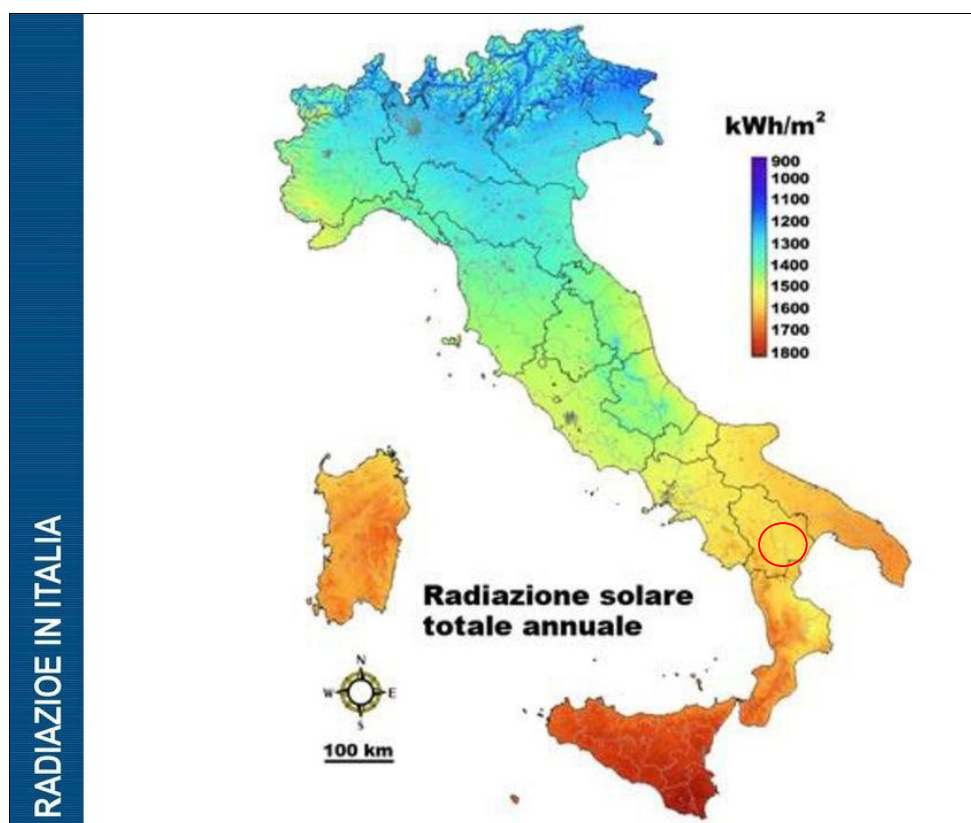 RADIAZIOE IN ITALIA
kWh/m²
900
1000
1100
1200
1300
1400
1500
1600
1700
1800
Radiazione solare
totale annuale
N
W E
S
100 km